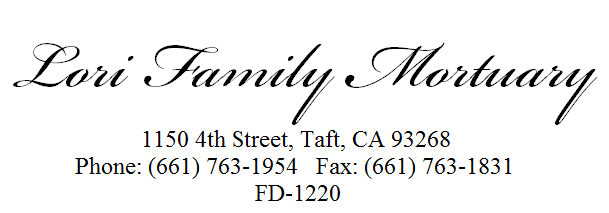 Lori Family Mortuary
1150 4th Street, Taft, CA 93268
Phone: (661) 763-1954 Fax: (661) 763-1831
FD-1220